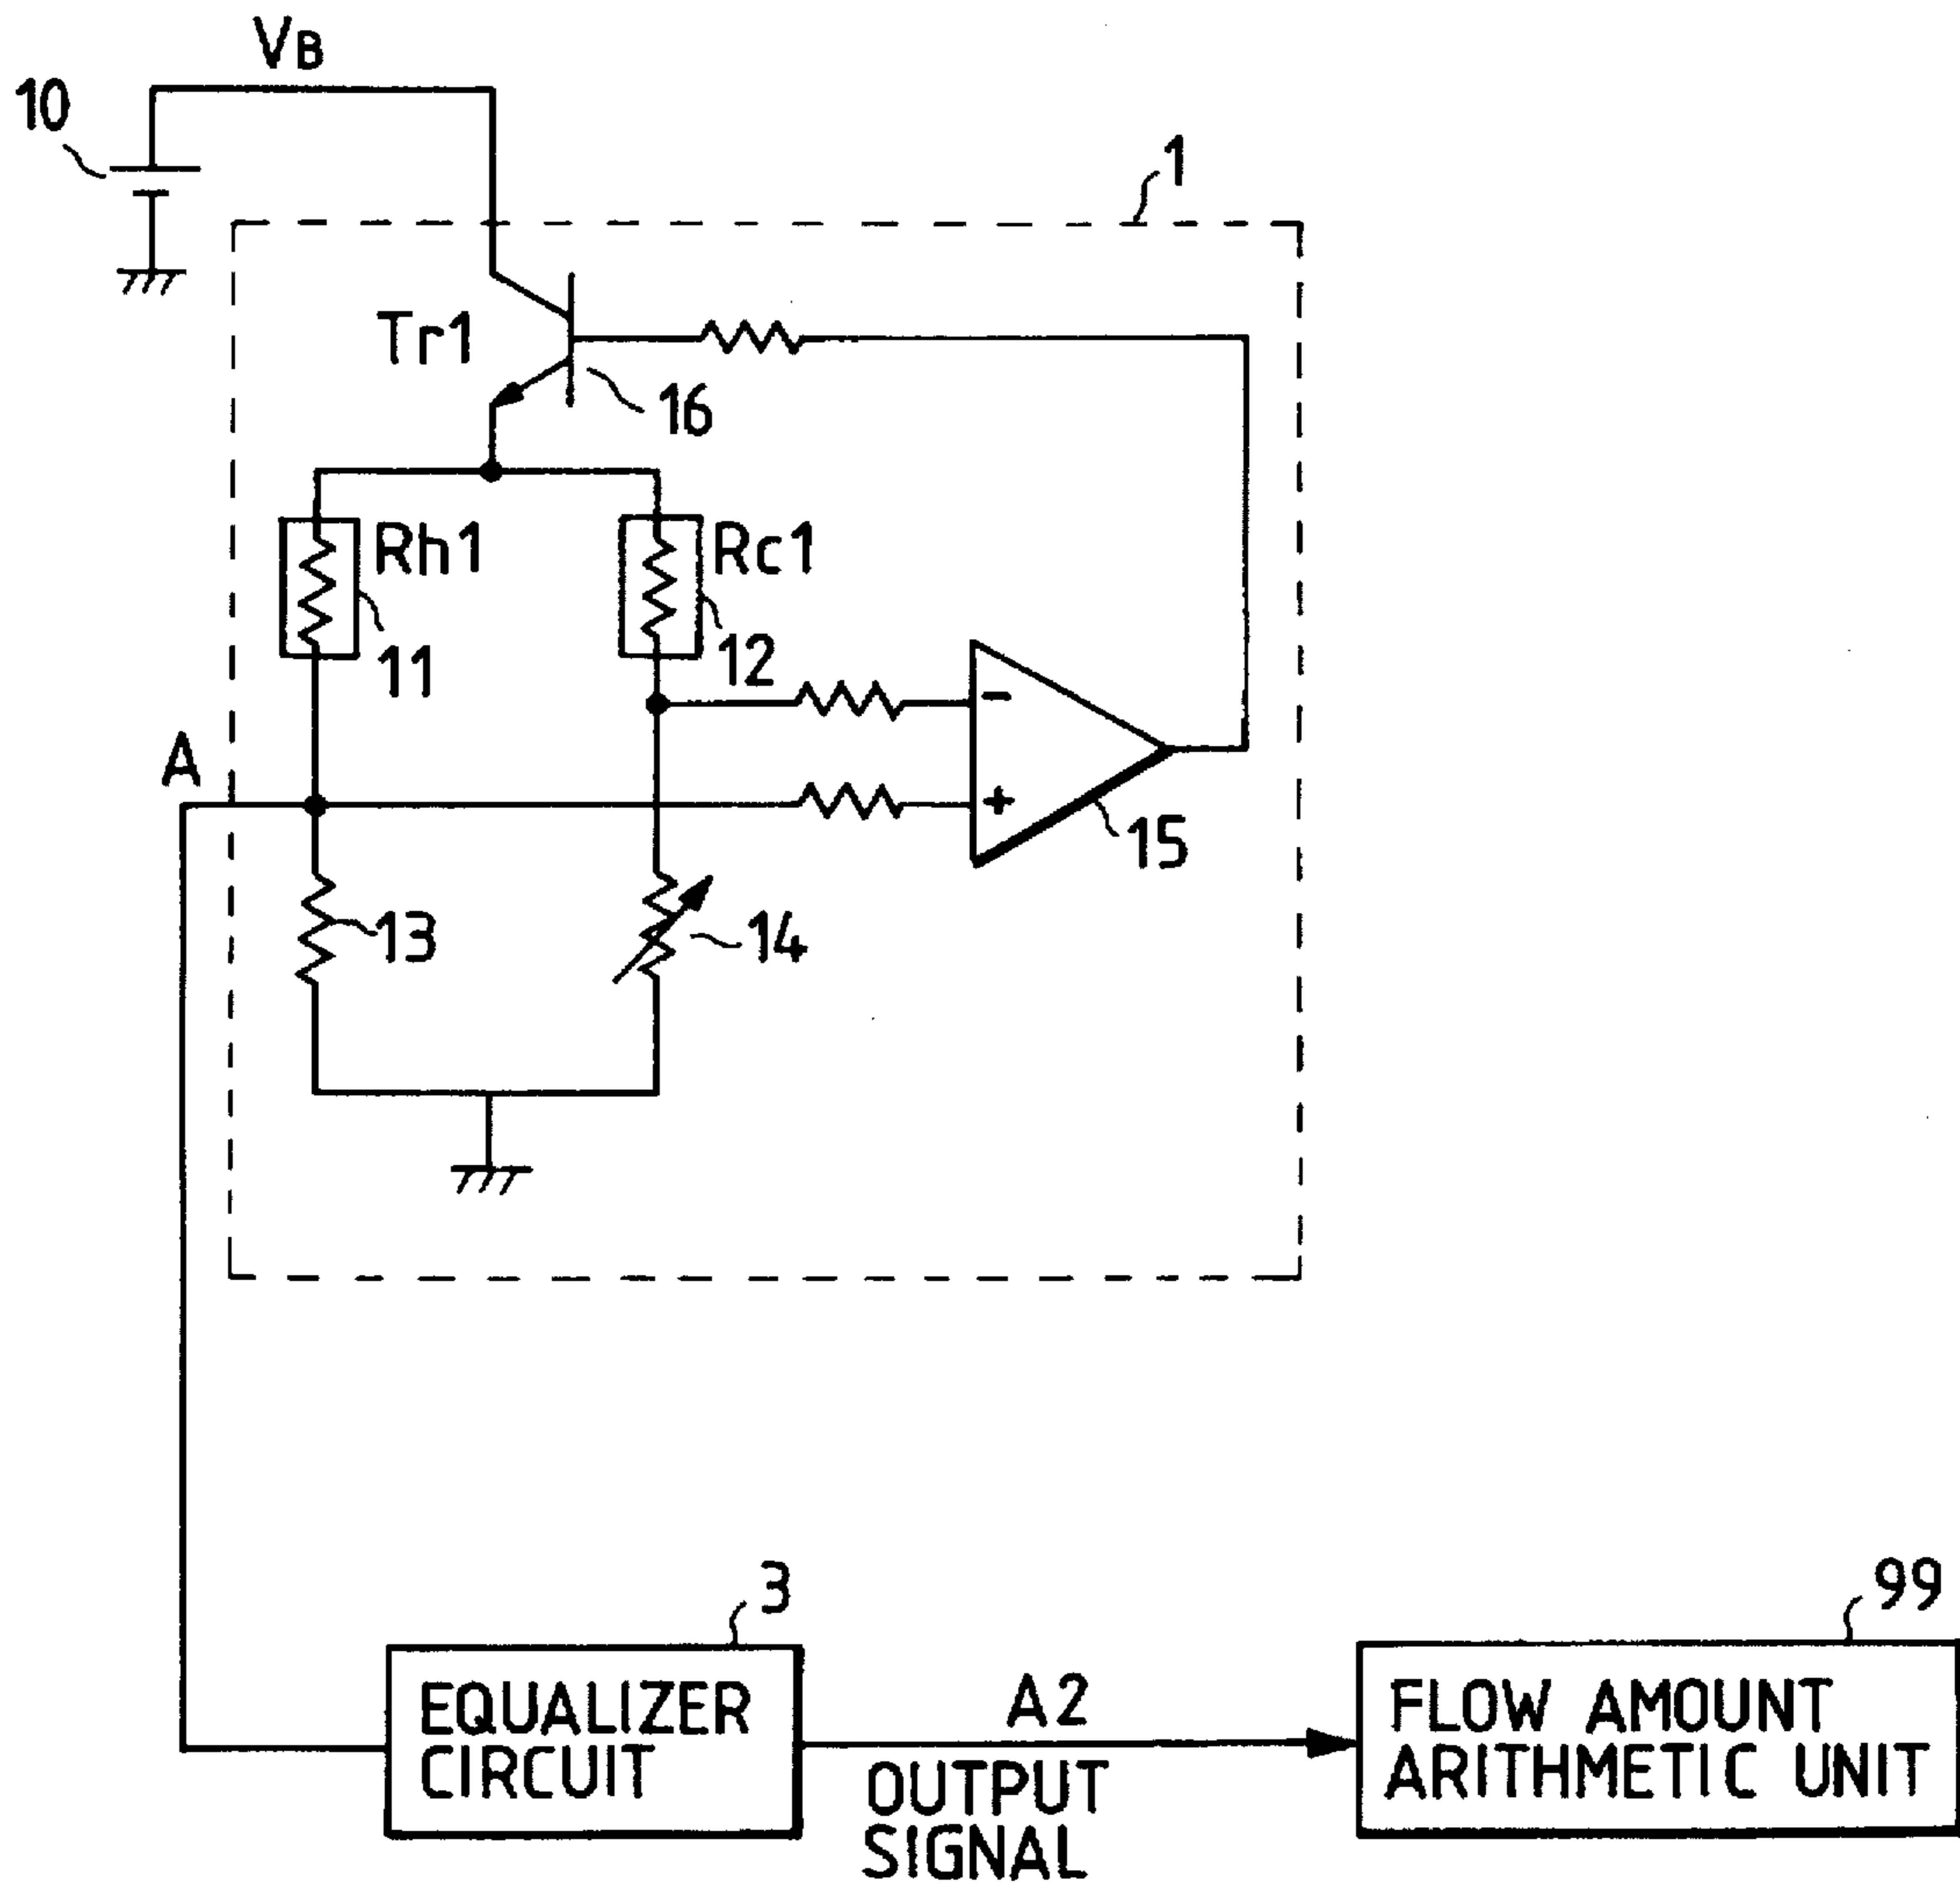 VB
10
1
Tr1
16
Rh1
Rc1
11
12
-
A
+
15
13
14
3
99
EQUALIZER
CIRCUIT
A2
OUTPUT
SIGNAL
FLOW AMOUNT
ARITHMETIC UNIT